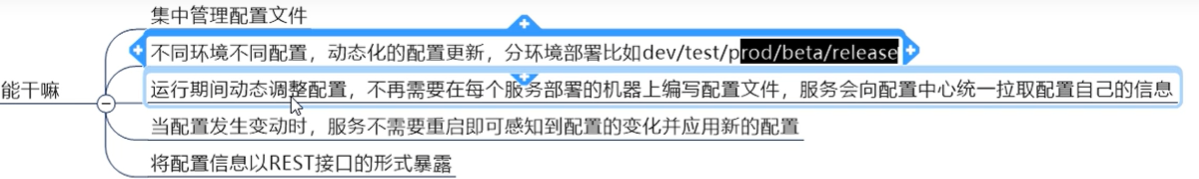 集中管理配置文件
不同环境不同配置，动态化的配置更新，分环境部署比如dev/test/prod/beta/release
能干嘛
运行期间动态调整配置，不再需要在每个服务部署的机器上编写配置文件，服务会向配置中心统一拉取配置自己的信息
当配置发生变动时，服务不需要重启即可感知到配置的变化并应用新的配置
将配置信息以REST接口的形式暴露